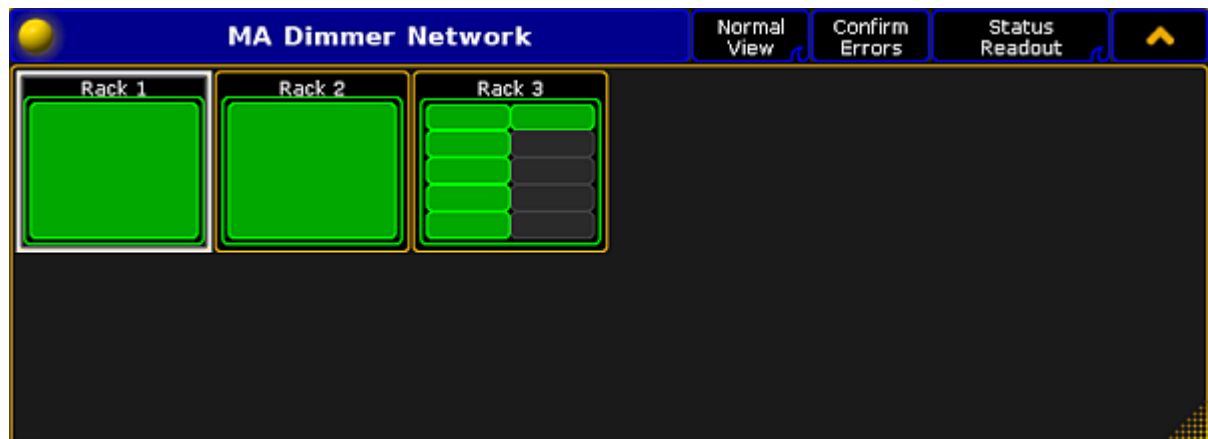 MA Dimmer Network
Normal
View
Confirm
Errors
Status
Readout
Rack 1
Rack 2
Rack 3